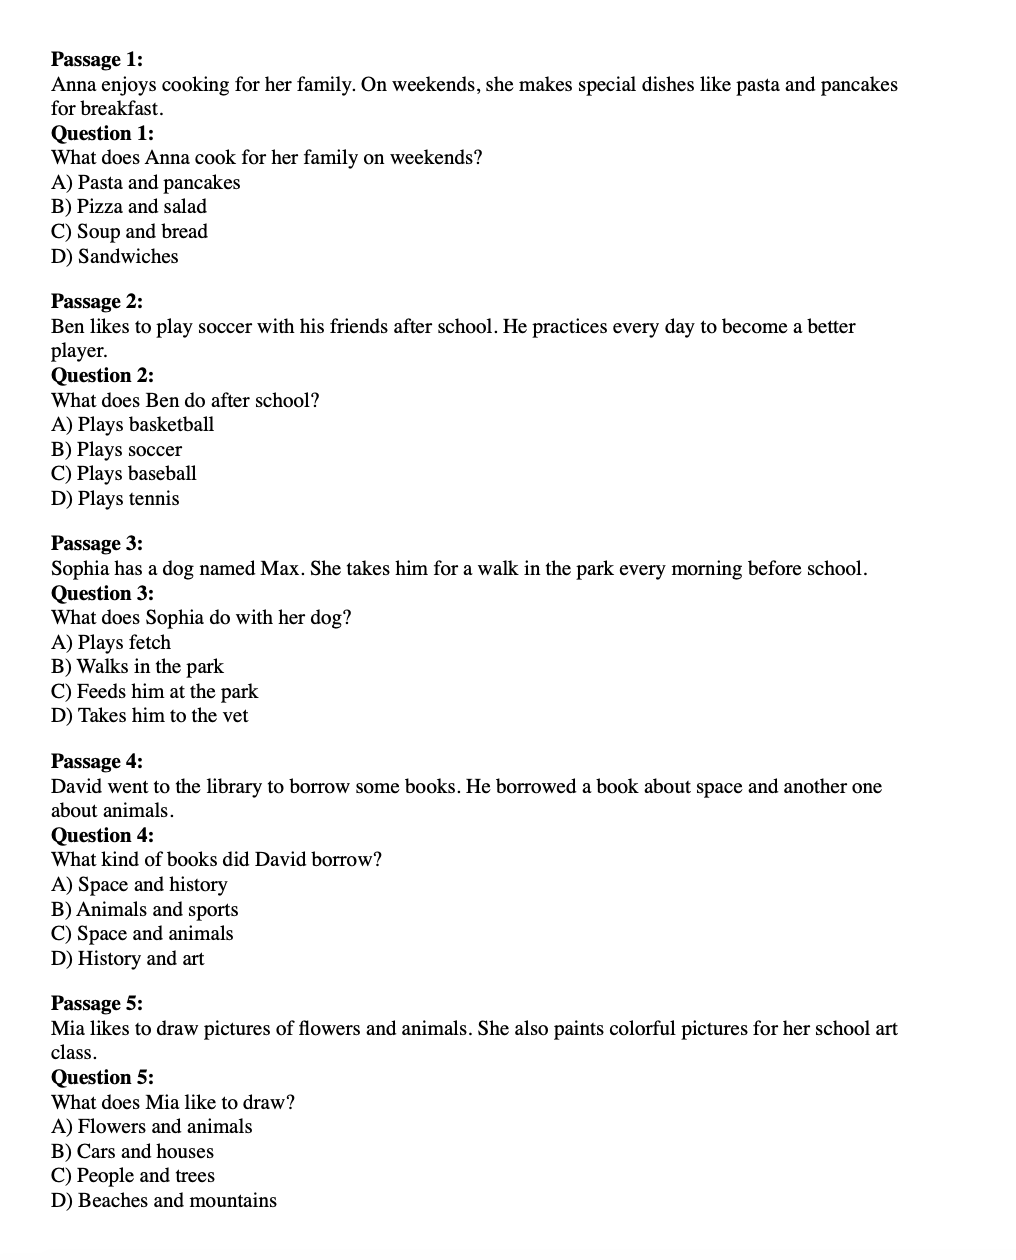 Passage 1:
Anna enjoys cooking for her family. On weekends, she makes special dishes like pasta and pancakes
for breakfast.
Question 1:
What does Anna cook for her family on weekends?
A) Pasta and pancakes
B) Pizza and salad
C) Soup and bread
D) Sandwiches
Passage 2:
Ben likes to play soccer with his friends after school. He practices every day to become a better
player.
Question 2:
What does Ben do after school?
A) Plays basketball
B) Plays soccer
C) Plays baseball
D) Plays tennis
Passage 3:
Sophia has a dog named Max. She takes him for a walk in the park every morning before school.
Question 3:
What does Sophia do with her dog?
A) Plays fetch
B) Walks in the park
C) Feeds him at the park
D) Takes him to the vet
Passage 4:
David went to the library to borrow some books. He borrowed a book about space and another one
about animals.
Question 4:
What kind of books did David borrow?
A) Space and history
B) Animals and sports
C) Space and animals
D) History and art
Passage 5:
Mia likes to draw pictures of flowers and animals. She also paints colorful pictures for her school art
class.
Question 5:
What does Mia like to draw?
A) Flowers and animals
B) Cars and houses
C) People and trees
D) Beaches and mountains